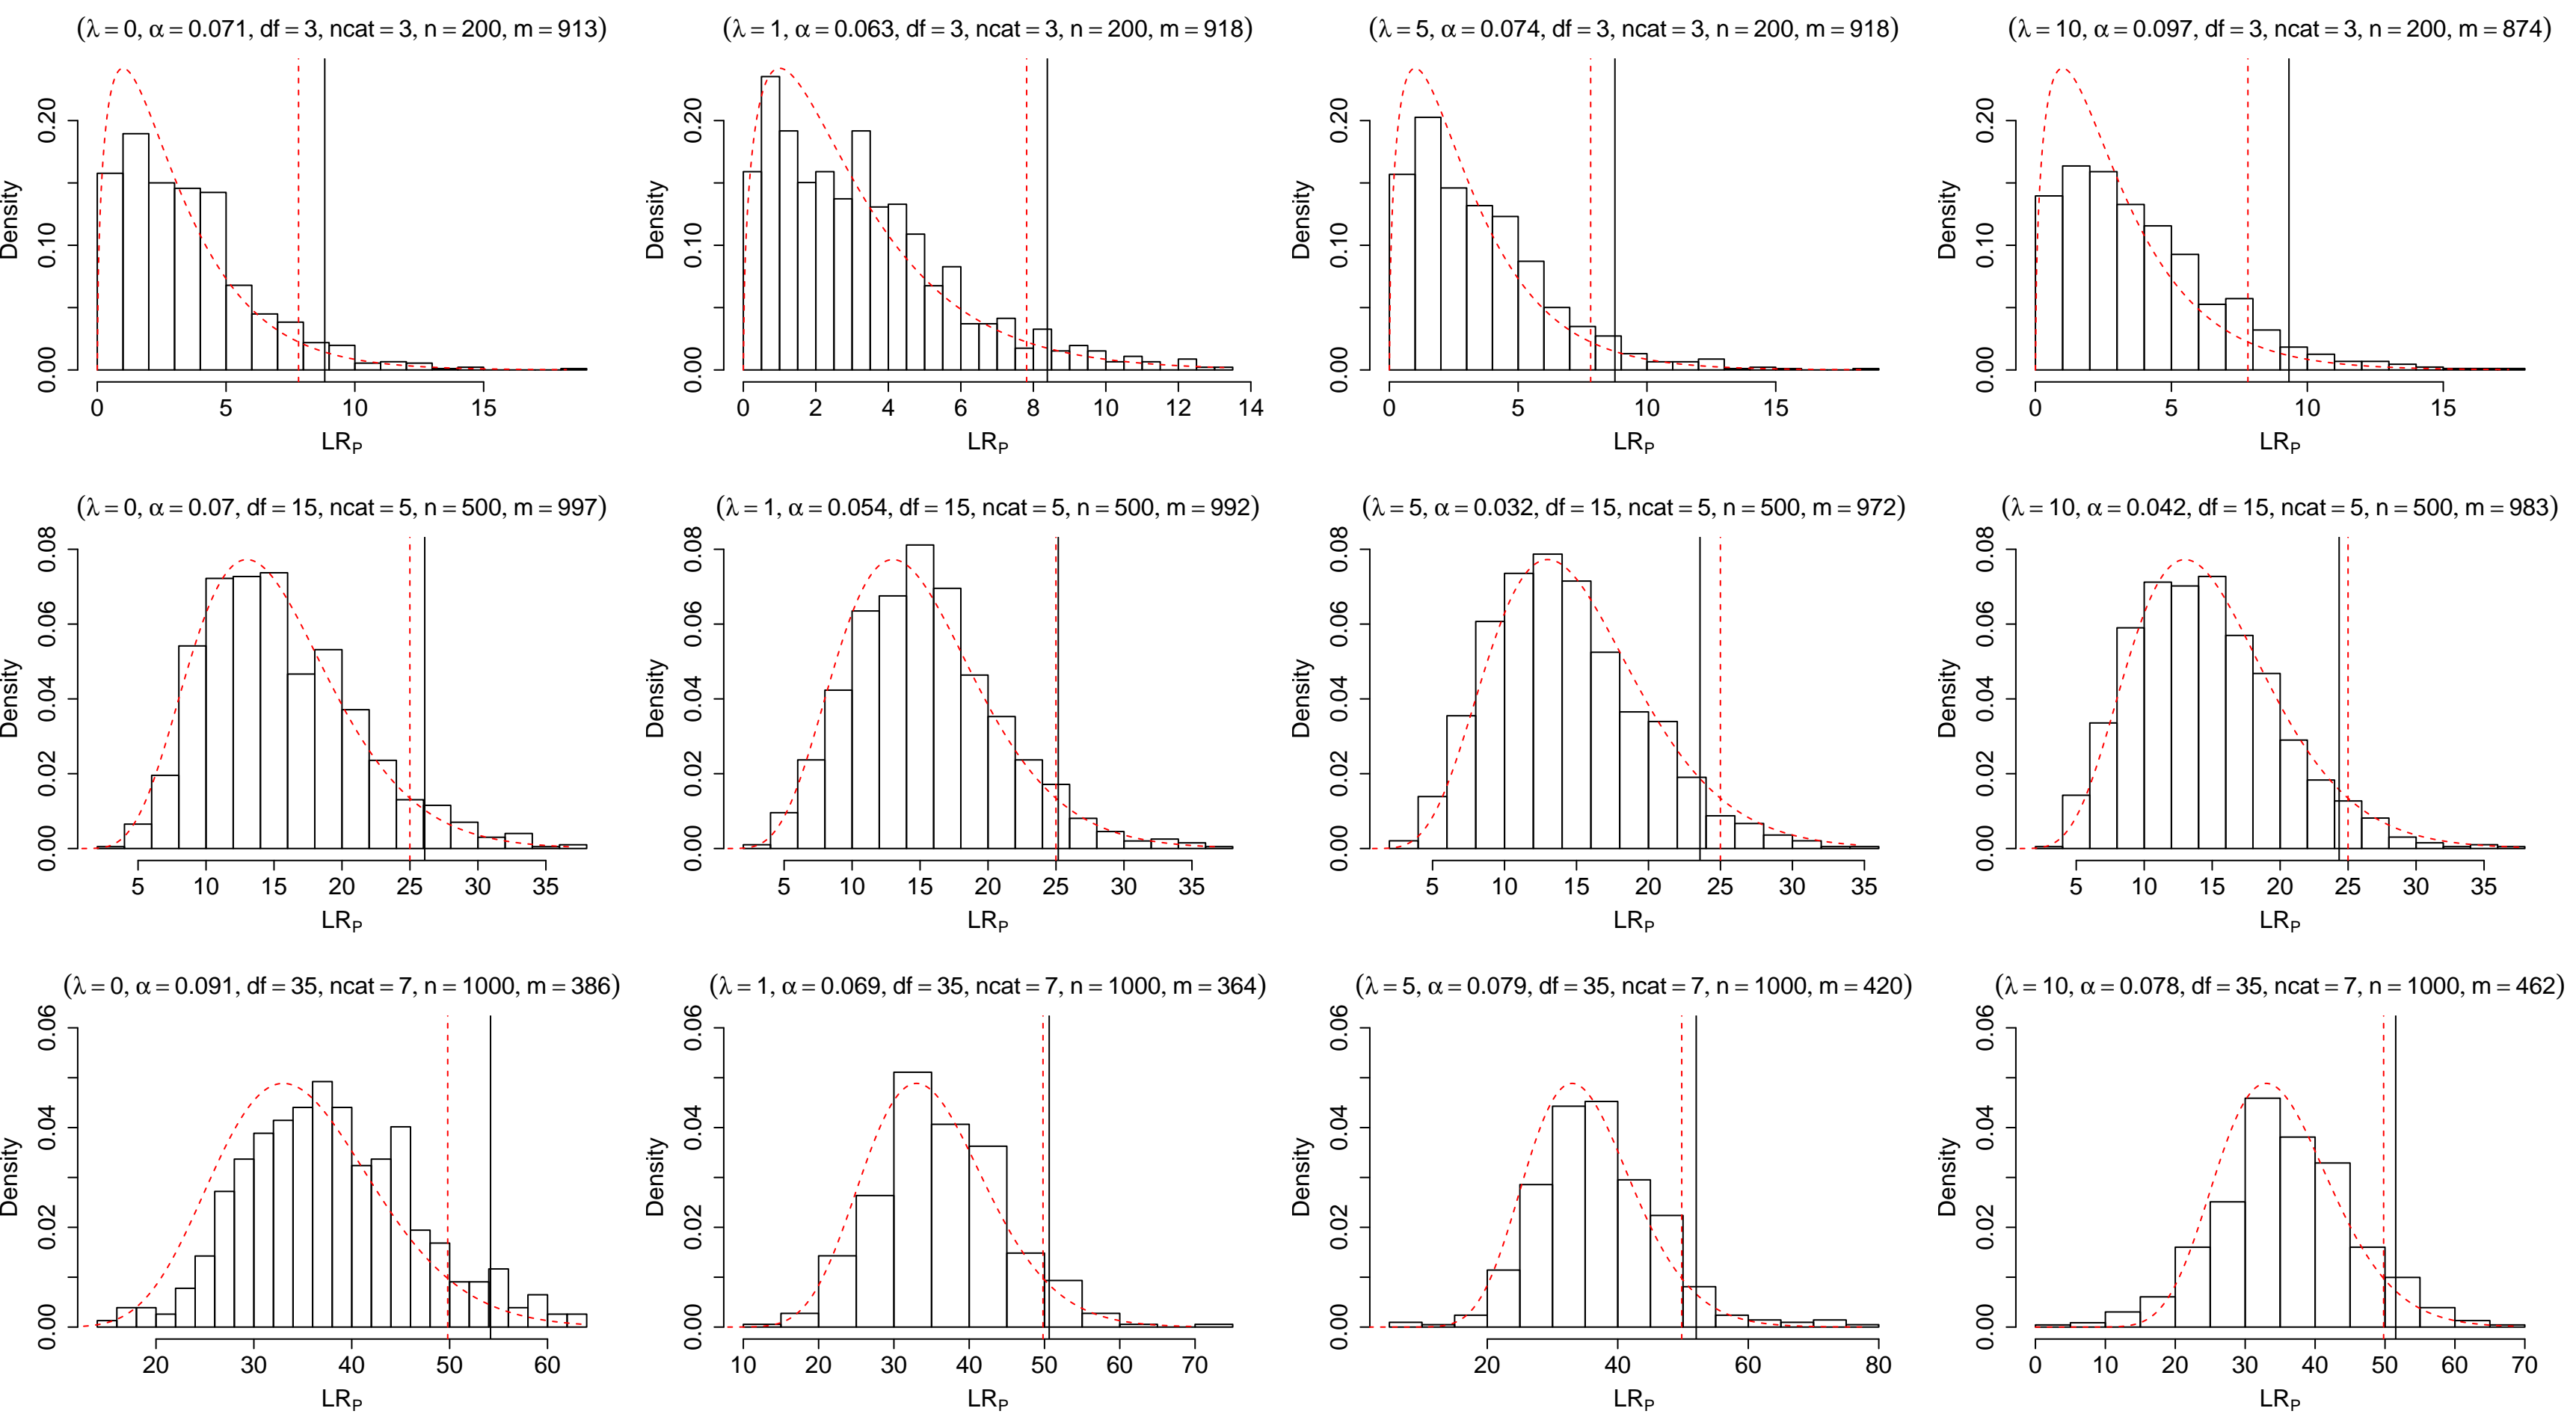 (λ = 0, α = 0.071, df = 3, ncat = 3, n = 200, m = 913)
Density
0.00 0.10 0.20
0 5 10 15
LR_P
(λ = 1, α = 0.063, df = 3, ncat = 3, n = 200, m = 918)
Density
0.00 0.10 0.20
0 2 4 6 8 10 12 14
LR_P
(λ = 5, α = 0.074, df = 3, ncat = 3, n = 200, m = 918)
Density
0.00 0.10 0.20
0 5 10 15
LR_P
(λ = 10, α = 0.097, df = 3, ncat = 3, n = 200, m = 874)
Density
0.00 0.10 0.20
0 5 10 15
LR_P
(λ = 0, α = 0.07, df = 15, ncat = 5, n = 500, m = 997)
Density
0.00 0.02 0.04 0.06 0.08
5 10 15 20 25 30 35
LR_P
(λ = 1, α = 0.054, df = 15, ncat = 5, n = 500, m = 992)
Density
0.00 0.02 0.04 0.06 0.08
5 10 15 20 25 30 35
LR_P
(λ = 5, α = 0.032, df = 15, ncat = 5, n = 500, m = 972)
Density
0.00 0.02 0.04 0.06 0.08
5 10 15 20 25 30 35
LR_P
(λ = 10, α = 0.042, df = 15, ncat = 5, n = 500, m = 983)
Density
0.00 0.02 0.04 0.06 0.08
5 10 15 20 25 30 35
LR_P
(λ = 0, α = 0.091, df = 35, ncat = 7, n = 1000, m = 386)
Density
0.00 0.02 0.04 0.06
20 30 40 50 60
LR_P
(λ = 1, α = 0.069, df = 35, ncat = 7, n = 1000, m = 364)
Density
0.00 0.02 0.04 0.06
10 20 30 40 50 60 70
LR_P
(λ = 5, α = 0.079, df = 35, ncat = 7, n = 1000, m = 420)
Density
0.00 0.02 0.04 0.06
20 40 60 80
LR_P
(λ = 10, α = 0.078, df = 35, ncat = 7, n = 1000, m = 462)
Density
0.00 0.02 0.04 0.06
0 10 20 30 40 50 60 70
LR_P